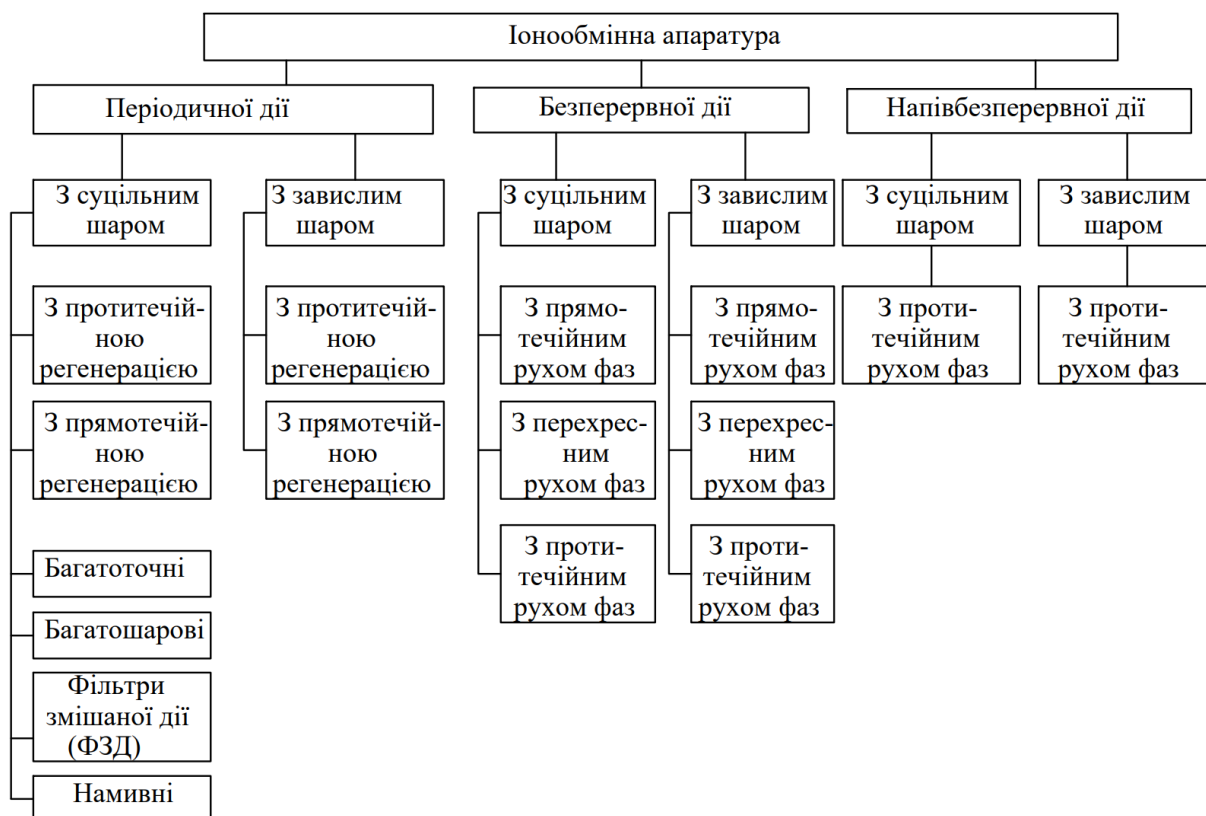 Іонообмінна апаратура
Періодичної дії
Безперервної дії
Напівбезперервної дії
З суцільним
шаром
З завислим
шаром
З суцільним
шаром
З завислим
шаром
З суцільним
шаром
З завислим
шаром
З протитечій-
ною
регенерацією
З протитечій-
ною
регенерацією
З прямо-
течійним
рухом фаз
З прямо-
течійним
рухом фаз
З проти-
течійним
рухом фаз
З проти-
течійним
рухом фаз
З прямотечій-
ною
регенерацією
З прямотечій-
ною
регенерацією
З перехрес-
ним
рухом фаз
З перехрес-
ним
рухом фаз
З проти-
течійним
рухом фаз
З проти-
течійним
рухом фаз
Багатоточні
Багатошарові
Фільтри
змішаної дії
(ФЗД)
Намивні